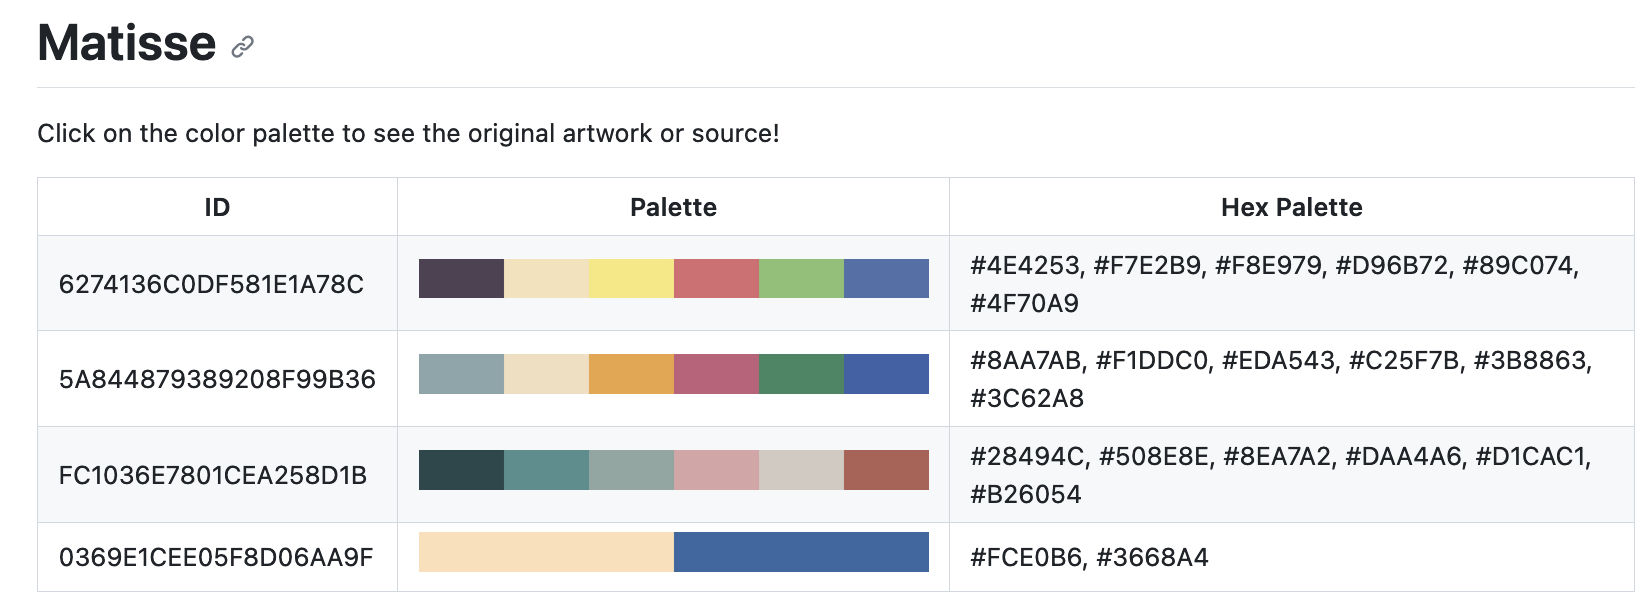 Matisse
Click on the color palette to see the original artwork or source!
ID Palette Hex Palette
6274136C0DF581E1A78C #4E4253, #F7E2B9, #F8E979, #D96B72, #89C074,
#4F70A9
5A844879389208F99B36 #8AA7AB, #F1DDC0, #EDA543, #C25F7B, #3B8863,
#3C62A8
FC1036E7801CEA258D1B #28494C, #508E8E, #8EA7A2, #DAA4A6, #D1CAC1,
#B26054
0369E1CEE05F8D06AA9F #FCE0B6, #3668A4